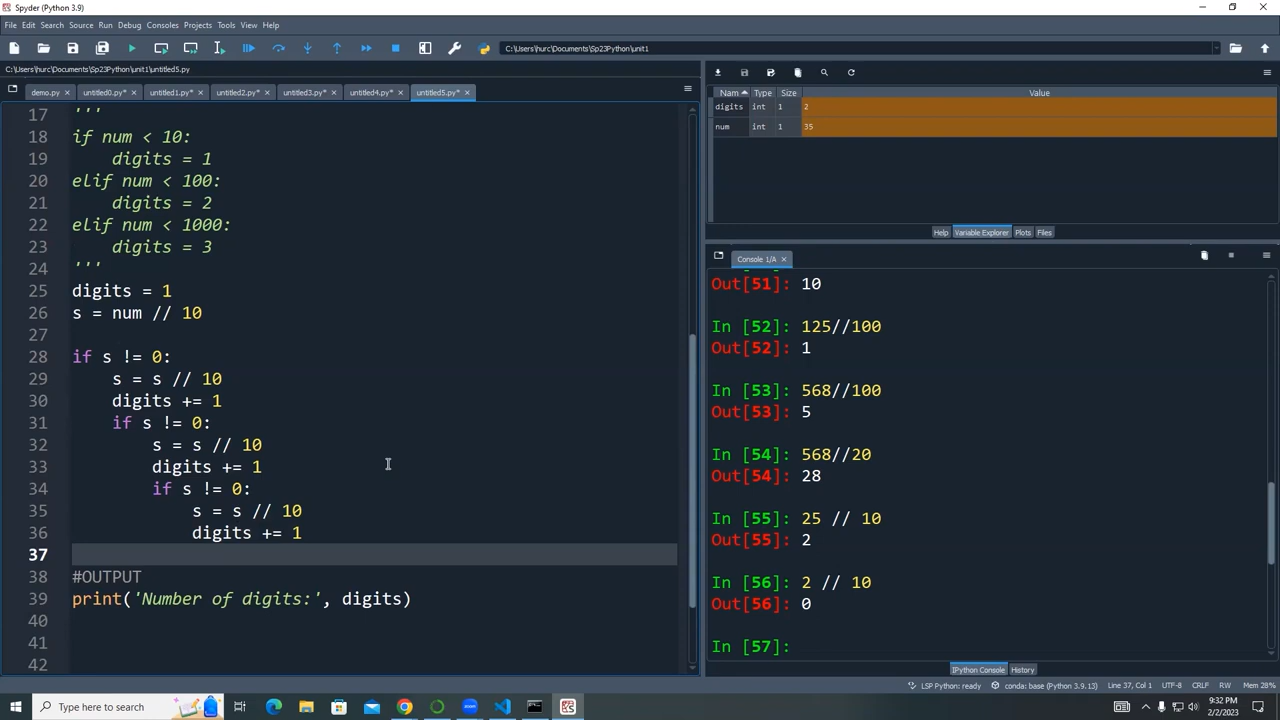 Spyder (Python 3.9)
File Edit Search Source Run Debug Consoles Projects Tools View Help
C:\Users\hurc\Documents\Sp23Python\unit1
C:\Users\hurc\Documents\Sp23Python\unit1\untitled5.py
demo.py untitled0.py* untitled1.py* untitled2.py* untitled3.py* untitled4.py* untitled5.py*
17 '''
18 if num < 10:
19     digits = 1
20 elif num < 100:
21     digits = 2
22 elif num < 1000:
23     digits = 3
24 '''
25 digits = 1
26 s = num // 10
27
28 if s != 0:
29     s = s // 10
30     digits += 1
31     if s != 0:
32         s = s // 10
33         digits += 1
34         if s != 0:
35             s = s // 10
36             digits += 1
37
38 #OUTPUT
39 print('Number of digits:', digits)
40
41
42
Nam Type Size Value
digits int 1 2
num int 1 35
Help Variable Explorer Plots Files
Console 1/A
Out[51]: 10
In [52]: 125//100
Out[52]: 1
In [53]: 568//100
Out[53]: 5
In [54]: 568//20
Out[54]: 28
In [55]: 25 // 10
Out[55]: 2
In [56]: 2 // 10
Out[56]: 0
In [57]:
IPython Console History
LSP Python: ready conda: base (Python 3.9.13) Line 37, Col 1 UTF-8 CRLF RW Mem 28%
Type here to search
9:32 PM
2/2/2023